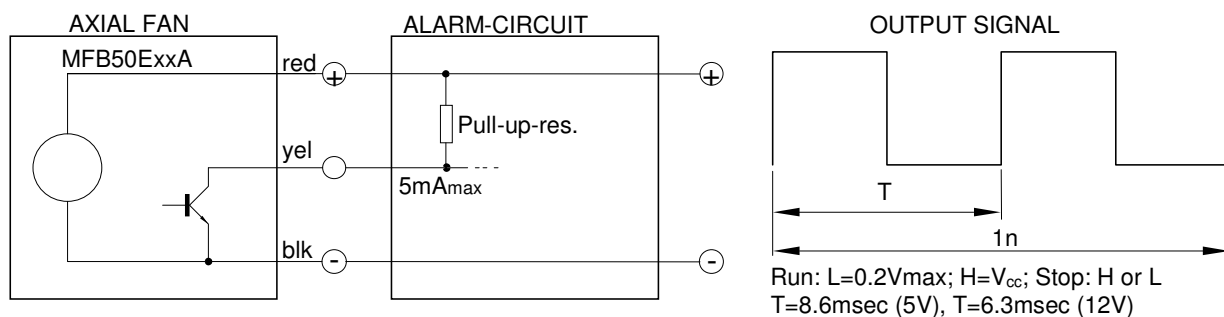 AXIAL FAN
ALARM-CIRCUIT
OUTPUT SIGNAL
MFB50ExxA
red
+
+
Pull-up-res.
yel
5mAmax
T
1n
blk
-
-
Run: L=0.2Vmax; H=Vcc; Stop: H or L
T=8.6msec (5V), T=6.3msec (12V)